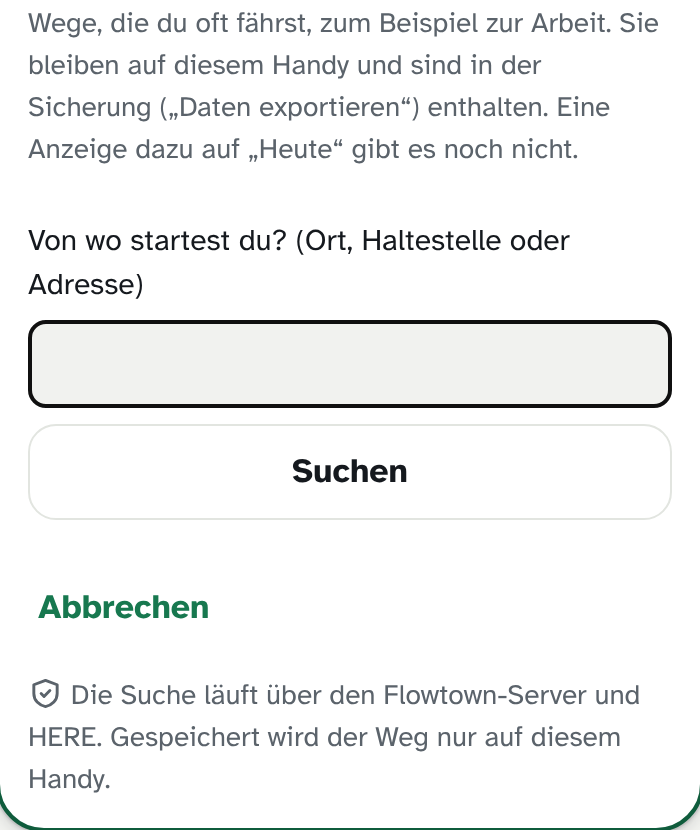 Wege, die du oft fährst, zum Beispiel zur Arbeit. Sie
bleiben auf diesem Handy und sind in der
Sicherung („Daten exportieren“) enthalten. Eine
Anzeige dazu auf „Heute“ gibt es noch nicht.
Von wo startest du? (Ort, Haltestelle oder
Adresse)
Suchen
Abbrechen
Die Suche läuft über den Flowtown-Server und
HERE. Gespeichert wird der Weg nur auf diesem
Handy.